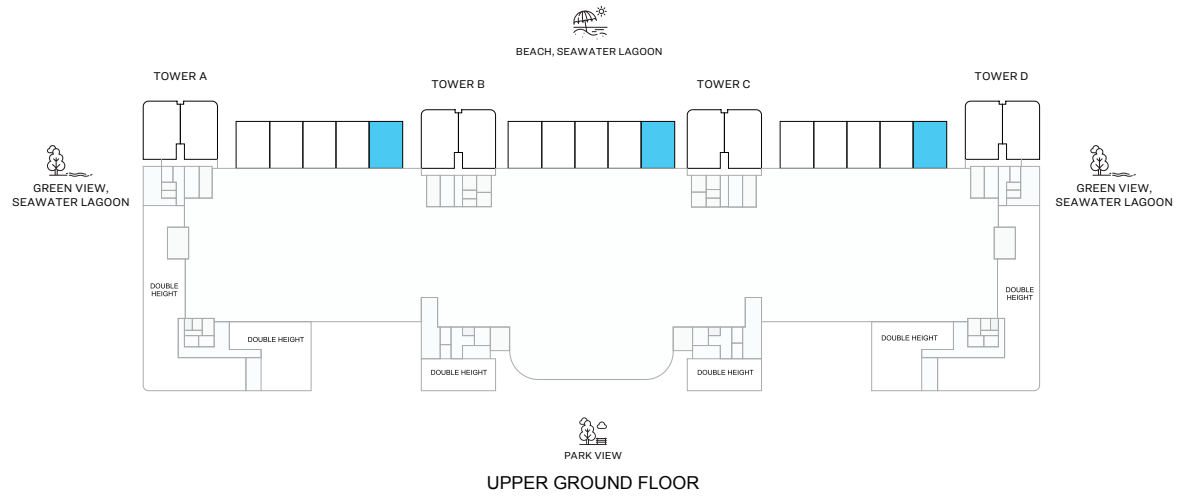 BEACH, SEAWATER LAGOON
TOWER A
TOWER B
TOWER C
TOWER D
GREEN VIEW,
SEAWATER LAGOON
GREEN VIEW,
SEAWATER LAGOON
DOUBLE
HEIGHT
DOUBLE
HEIGHT
DOUBLE HEIGHT
DOUBLE HEIGHT
DOUBLE HEIGHT
DOUBLE HEIGHT
PARK VIEW
UPPER GROUND FLOOR